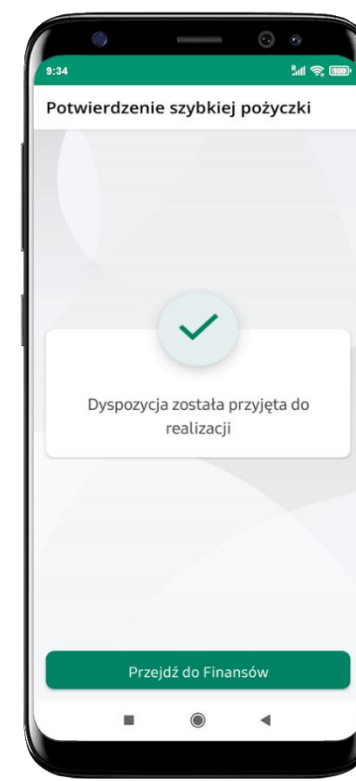 9:34
Potwierdzenie szybkiej pożyczki
Dyspozycja została przyjęta do
realizacji
Przejdź do Finansów